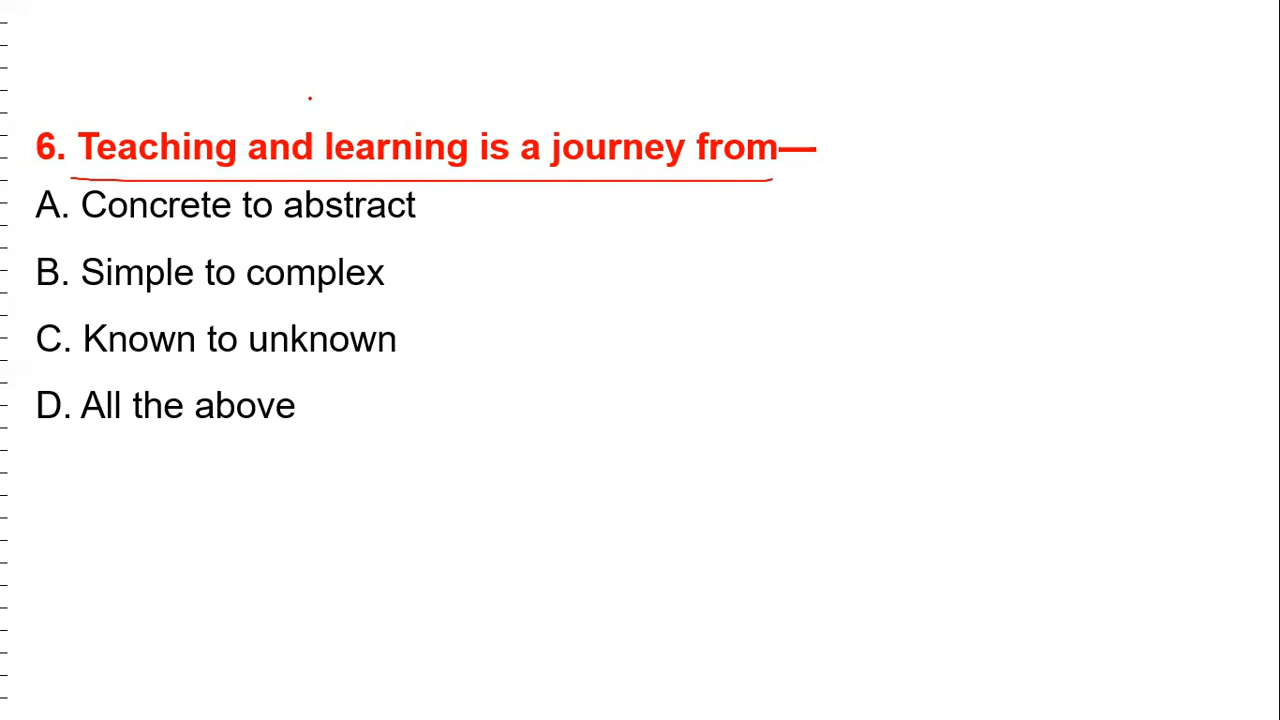 6. Teaching and learning is a journey from—
A. Concrete to abstract
B. Simple to complex
C. Known to unknown
D. All the above